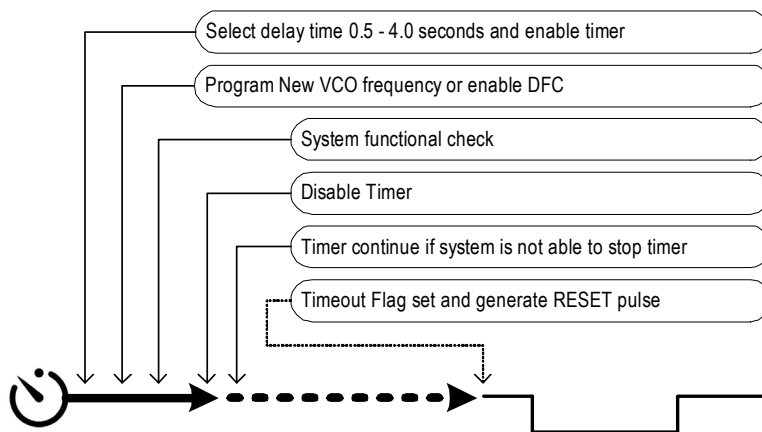 Select delay time 0.5 - 4.0 seconds and enable timer
Program New VCO frequency or enable DFC
System functional check
Disable Timer
Timer continue if system is not able to stop timer
Timeout Flag set and generate RESET pulse